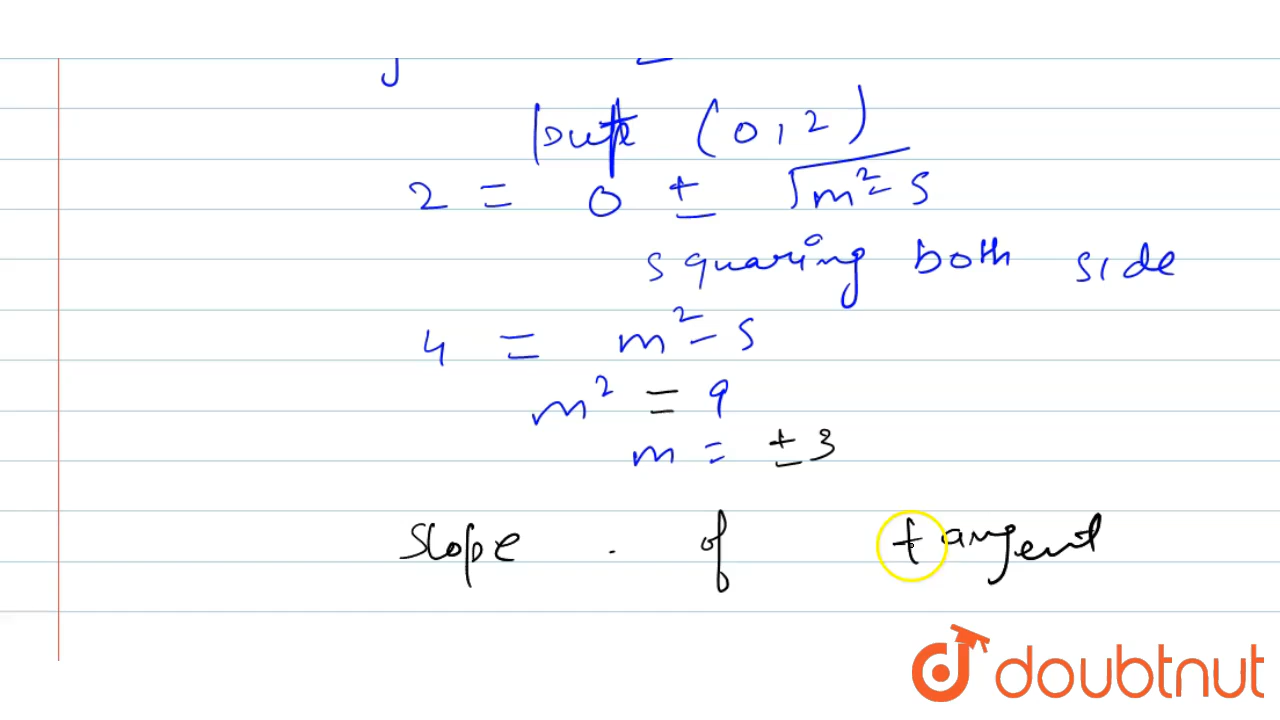 put (0, 2)
2 = 0 ± √m² - 5
squaring both side
4 = m² - 5
m² = 9
m = ± 3
Slope of tangent
doubtnut